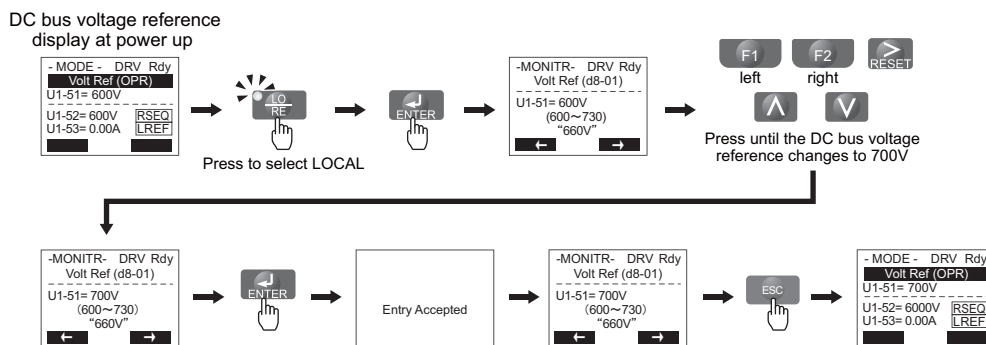 DC bus voltage reference
display at power up
- MODE -   DRV Rdy
Volt Ref (OPR)
U1-51= 600V
U1-52= 600V   RSEQ
U1-53= 0.00A   LREF
LO
RE
Press to select LOCAL
ENTER
-MONITR-   DRV Rdy
Volt Ref (d8-01)
U1-51= 600V
(600～730)
“660V”
← →
F1 F2 > RESET
left right
∧ ∨
Press until the DC bus voltage
reference changes to 700V
-MONITR-   DRV Rdy
Volt Ref (d8-01)
U1-51= 700V
（600～730)
“660V”
← →
ENTER
Entry Accepted
-MONITR-   DRV Rdy
Volt Ref (d8-01)
U1-51= 700V
(600～730)
“660V”
← →
ESC
- MODE -   DRV Rdy
Volt Ref (OPR)
U1-51= 700V
U1-52= 6000V   RSEQ
U1-53= 0.00A   LREF